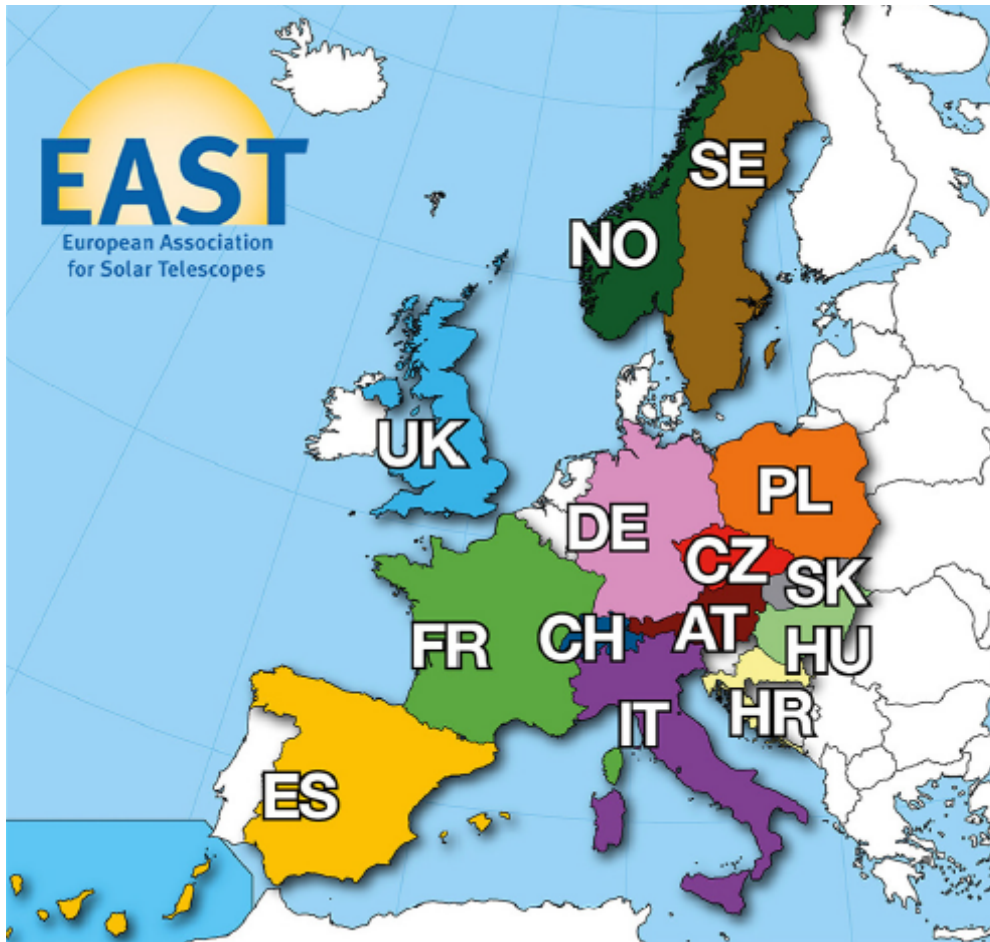 EAST
European Association
for Solar Telescopes
SE
NO
UK
PL
DE
CZ
SK
AT
CH
FR
HU
HR
IT
ES